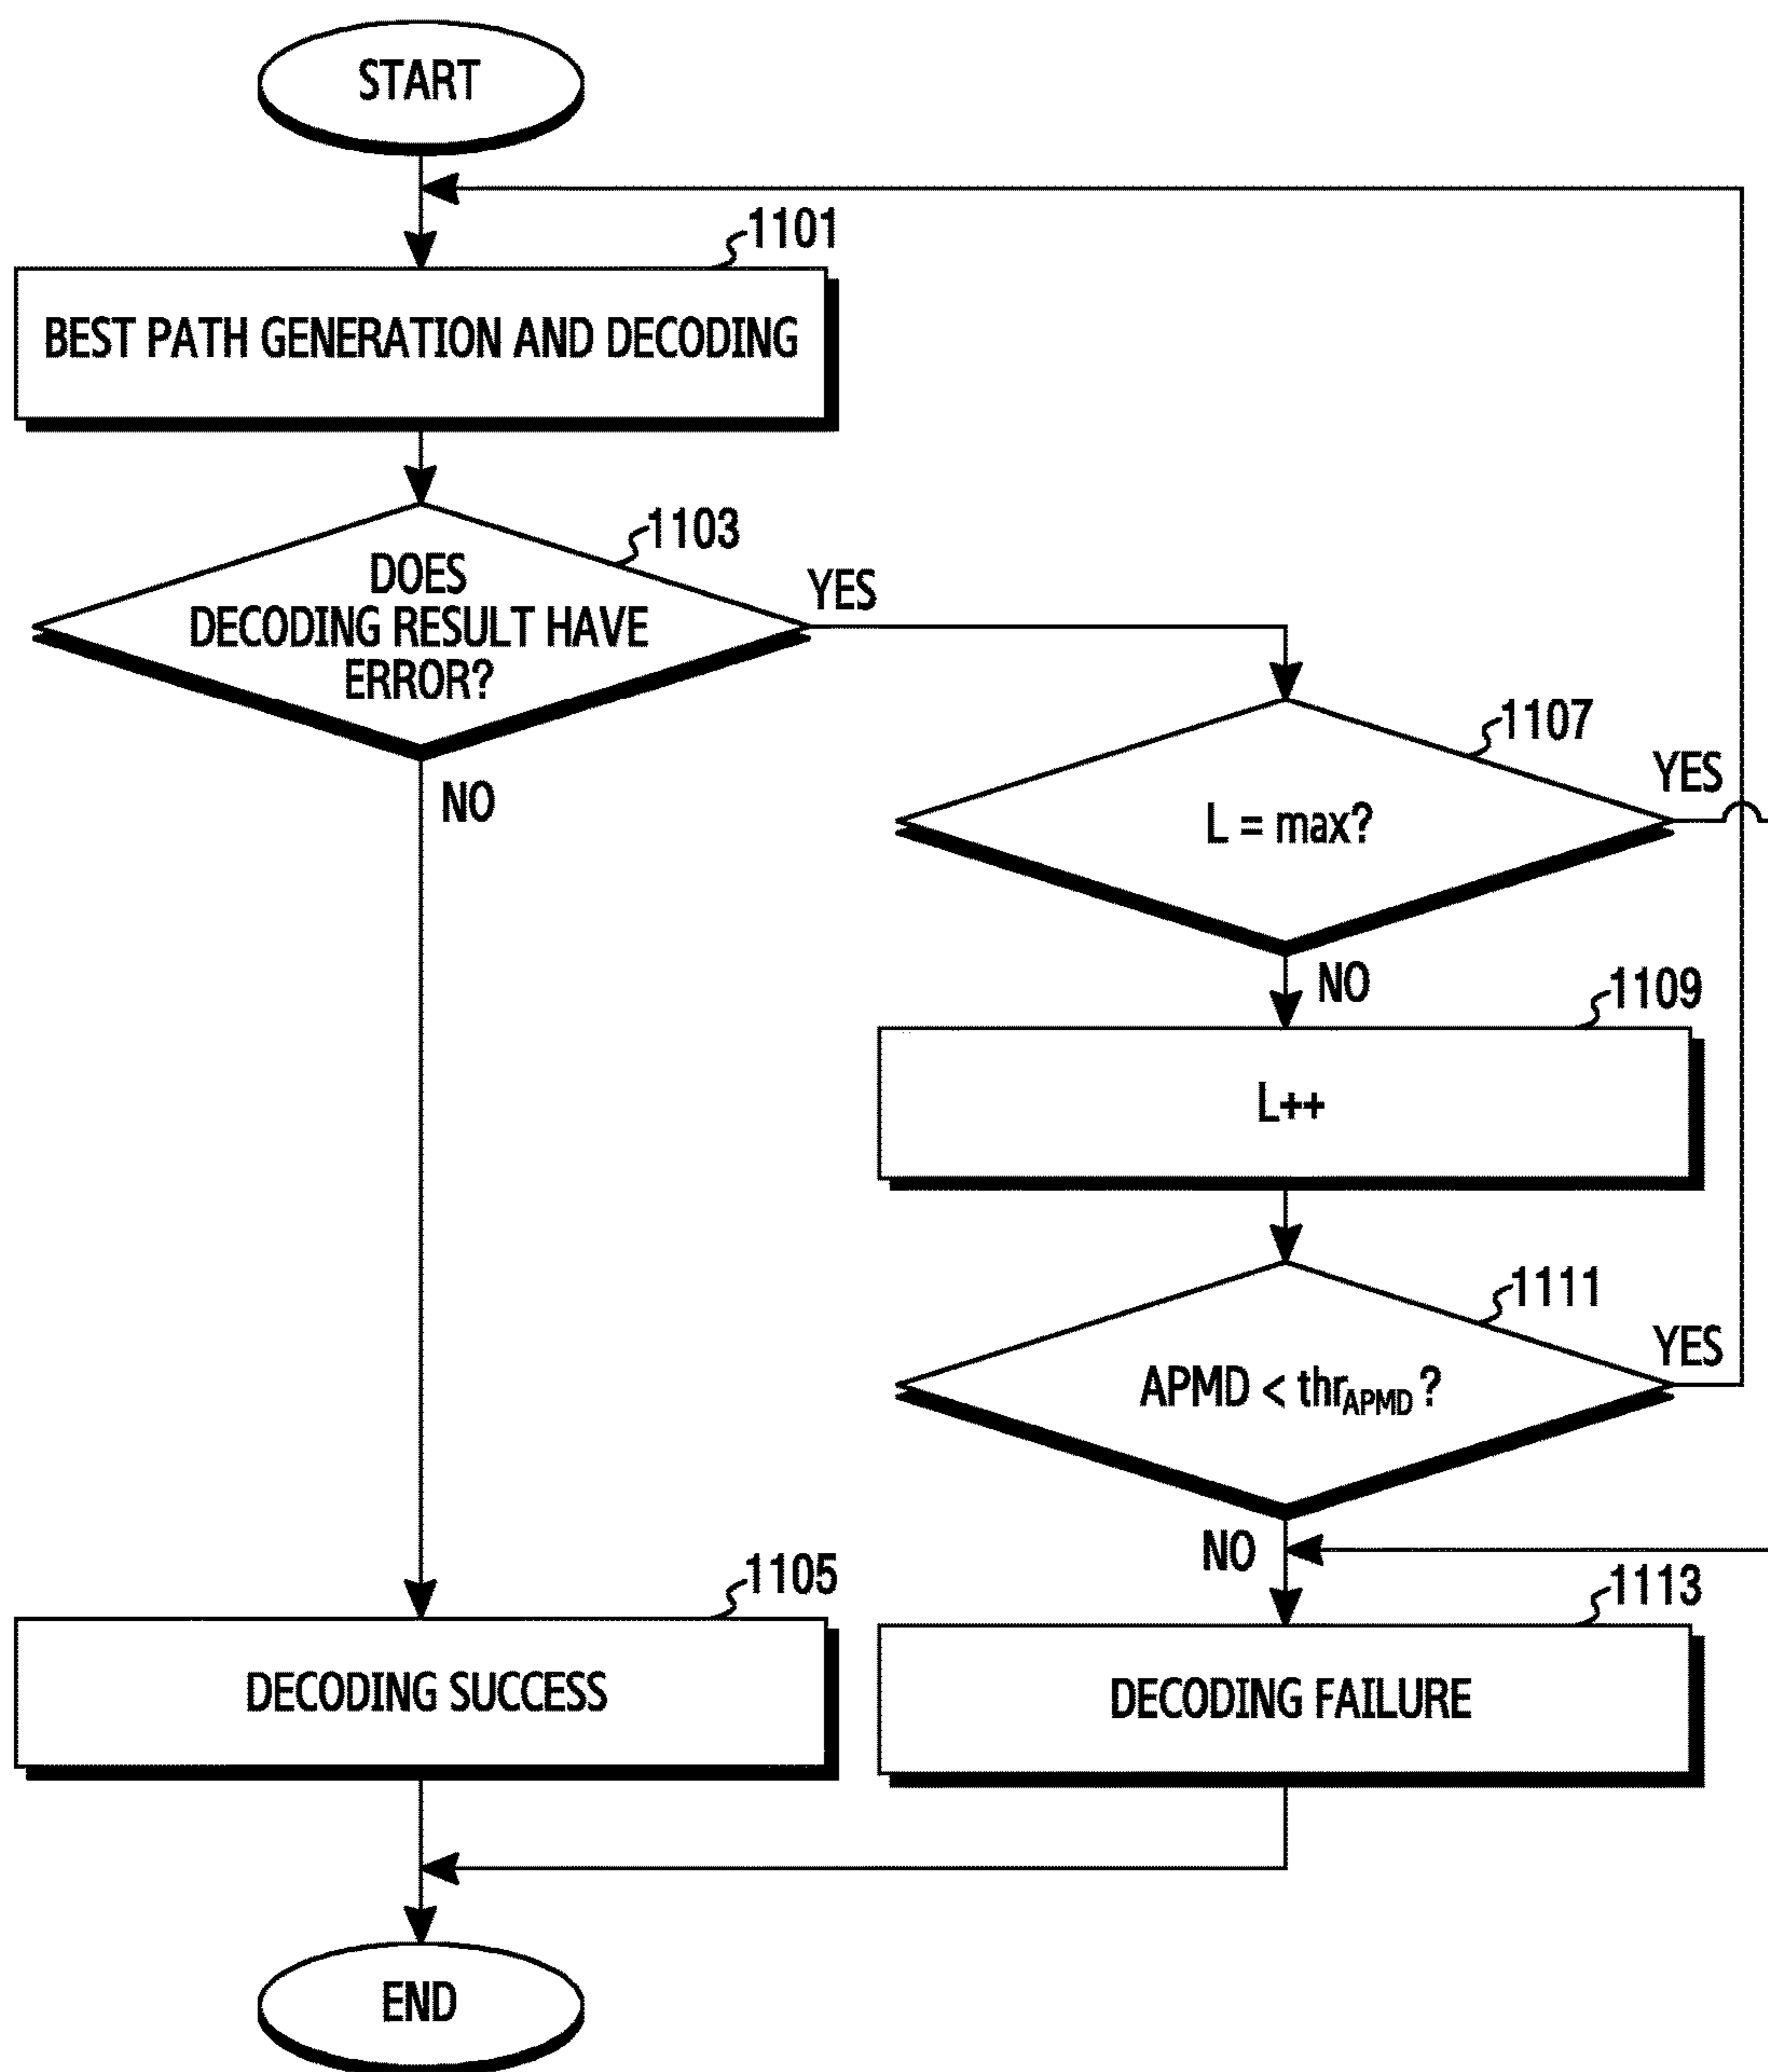 START
1101
BEST PATH GENERATION AND DECODING
1103
DOES
DECODING RESULT HAVE
ERROR?
YES
NO
1107
L = max?
YES
NO
1109
L++
1111
APMD < thrAPMD ?
YES
NO
1105
DECODING SUCCESS
1113
DECODING FAILURE
END